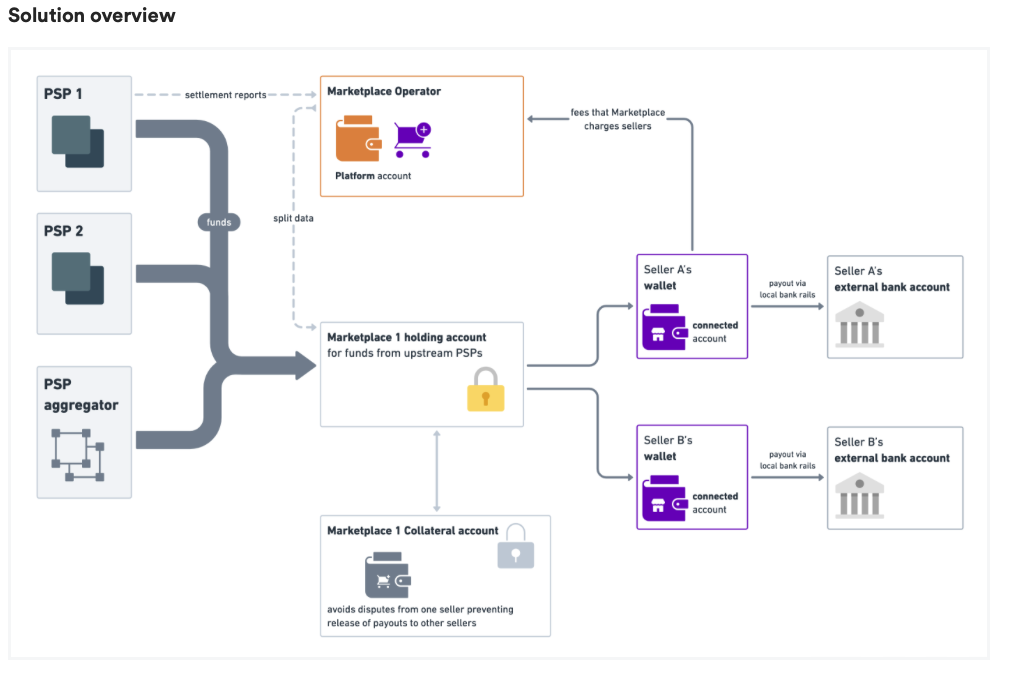 Solution overview
PSP 1
settlement reports
Marketplace Operator
Platform account
fees that Marketplace
charges sellers
PSP 2
funds
split data
Seller A's
wallet
connected
account
payout via
local bank rails
Seller A's
external bank account
Marketplace 1 holding account
for funds from upstream PSPs
PSP
aggregator
Seller B's
wallet
connected
account
payout via
local bank rails
Seller B's
external bank account
Marketplace 1 Collateral account
avoids disputes from one seller preventing
release of payouts to other sellers